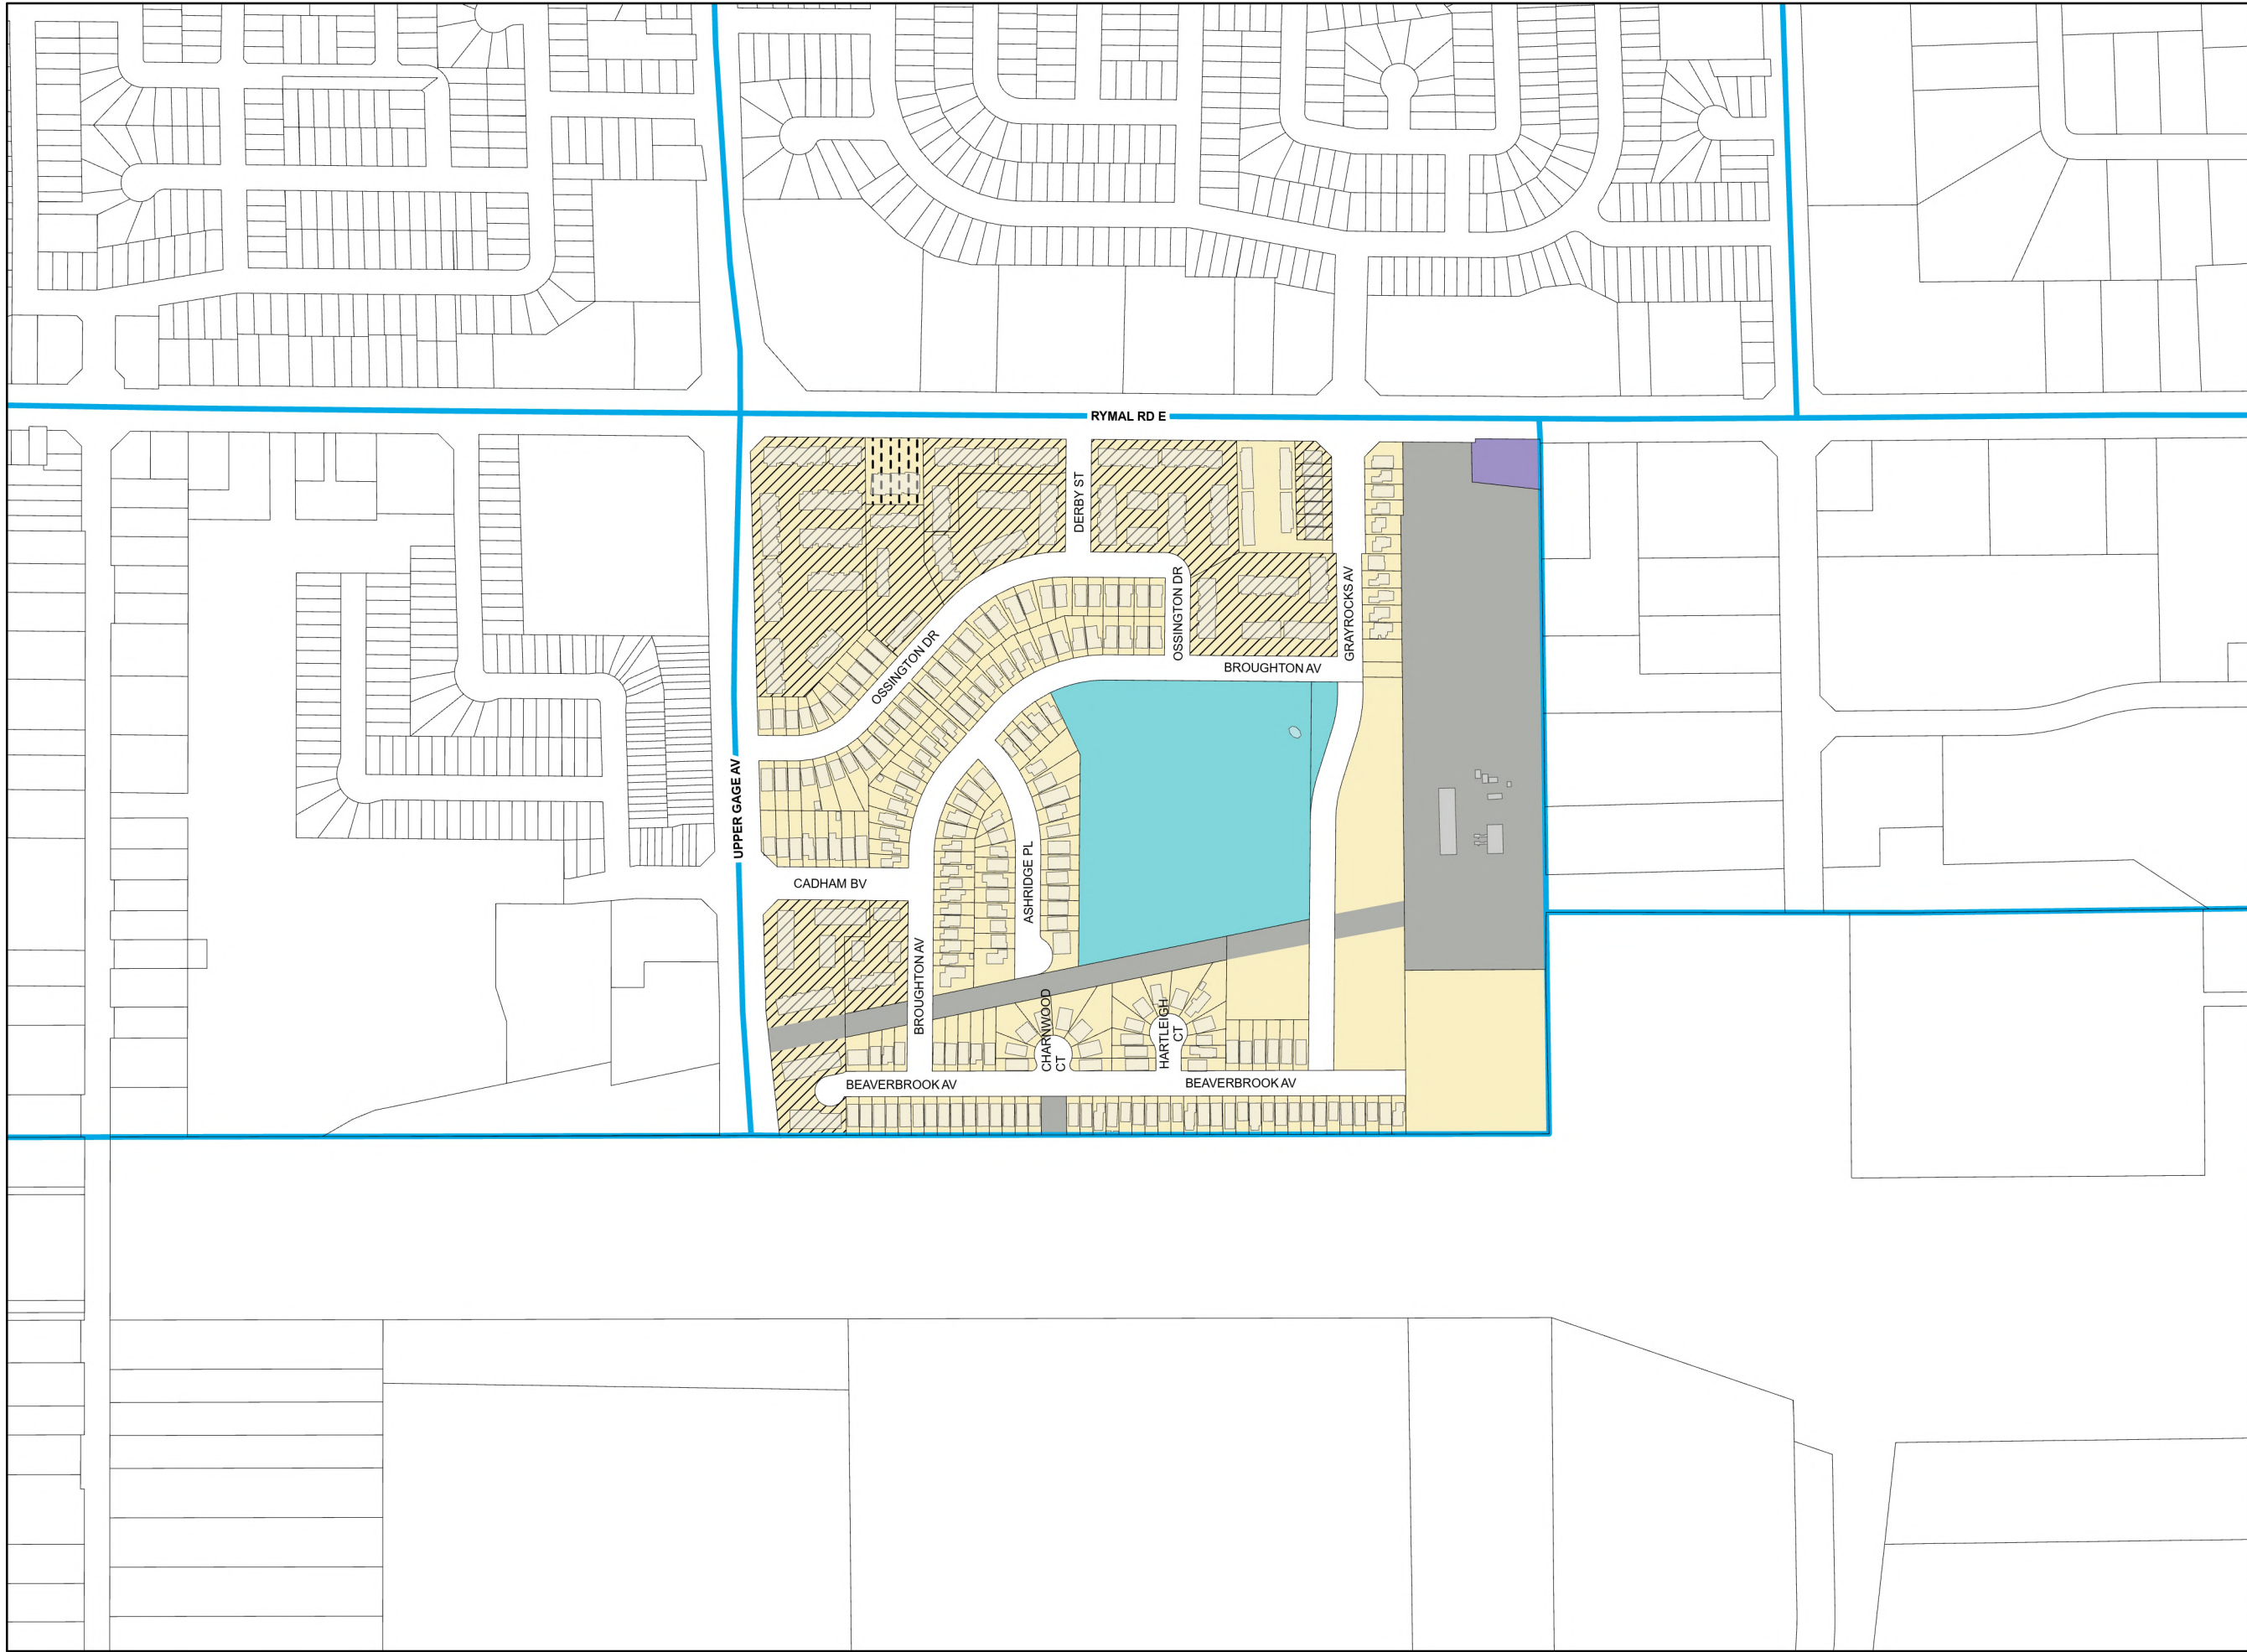 RYMAL RD E
DERBY ST
OSSINGTON DR
GRAYROCKS AV
OSSINGTON DR
BROUGHTON AV
UPPER GAGE AV
CADHAM BV
ASHRIDGE PL
BROUGHTON AV
CHARNWOOD
CT
HARTLEIGH
CT
BEAVERBROOK AV
BEAVERBROOK AV